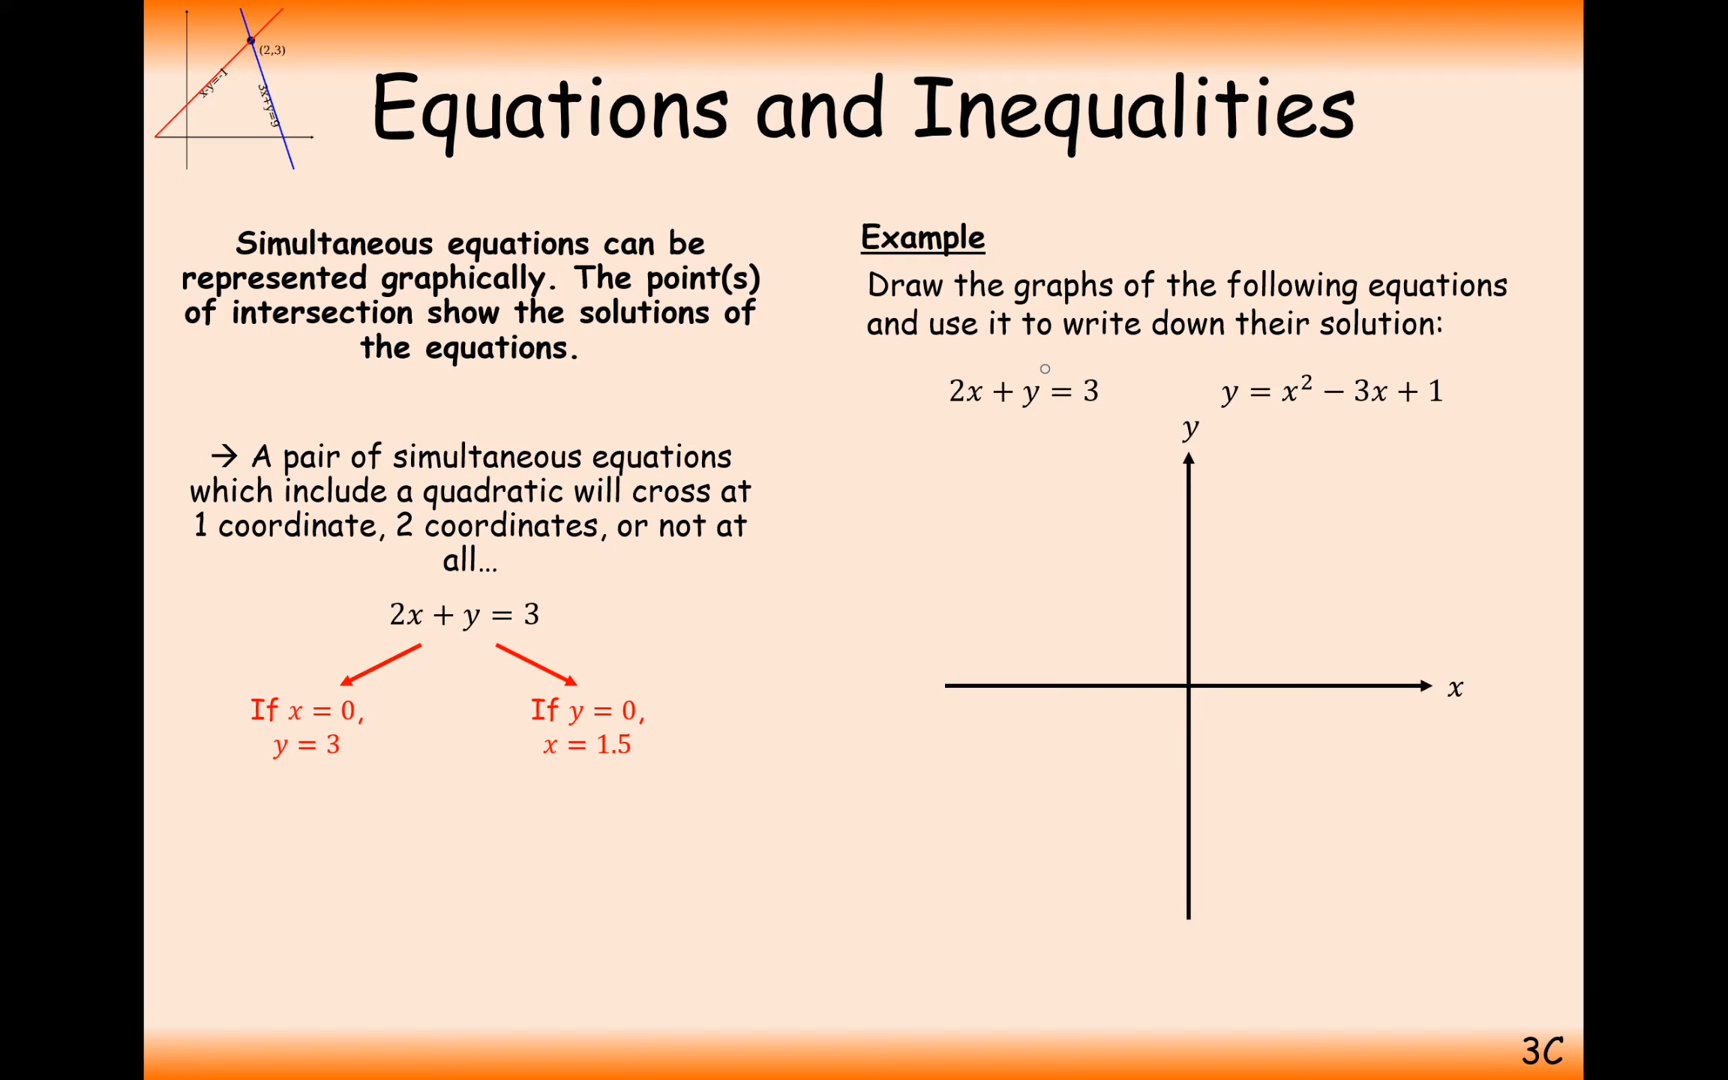 (2,3)
x-y=-1
3x+y=9
Equations and Inequalities
Simultaneous equations can be
represented graphically. The point(s)
of intersection show the solutions of
the equations.
→ A pair of simultaneous equations
which include a quadratic will cross at
1 coordinate, 2 coordinates, or not at
all…
2x + y = 3
If x = 0,
y = 3
If y = 0,
x = 1.5
Example
Draw the graphs of the following equations
and use it to write down their solution:
2x + y = 3
y = x² − 3x + 1
y
x
3C